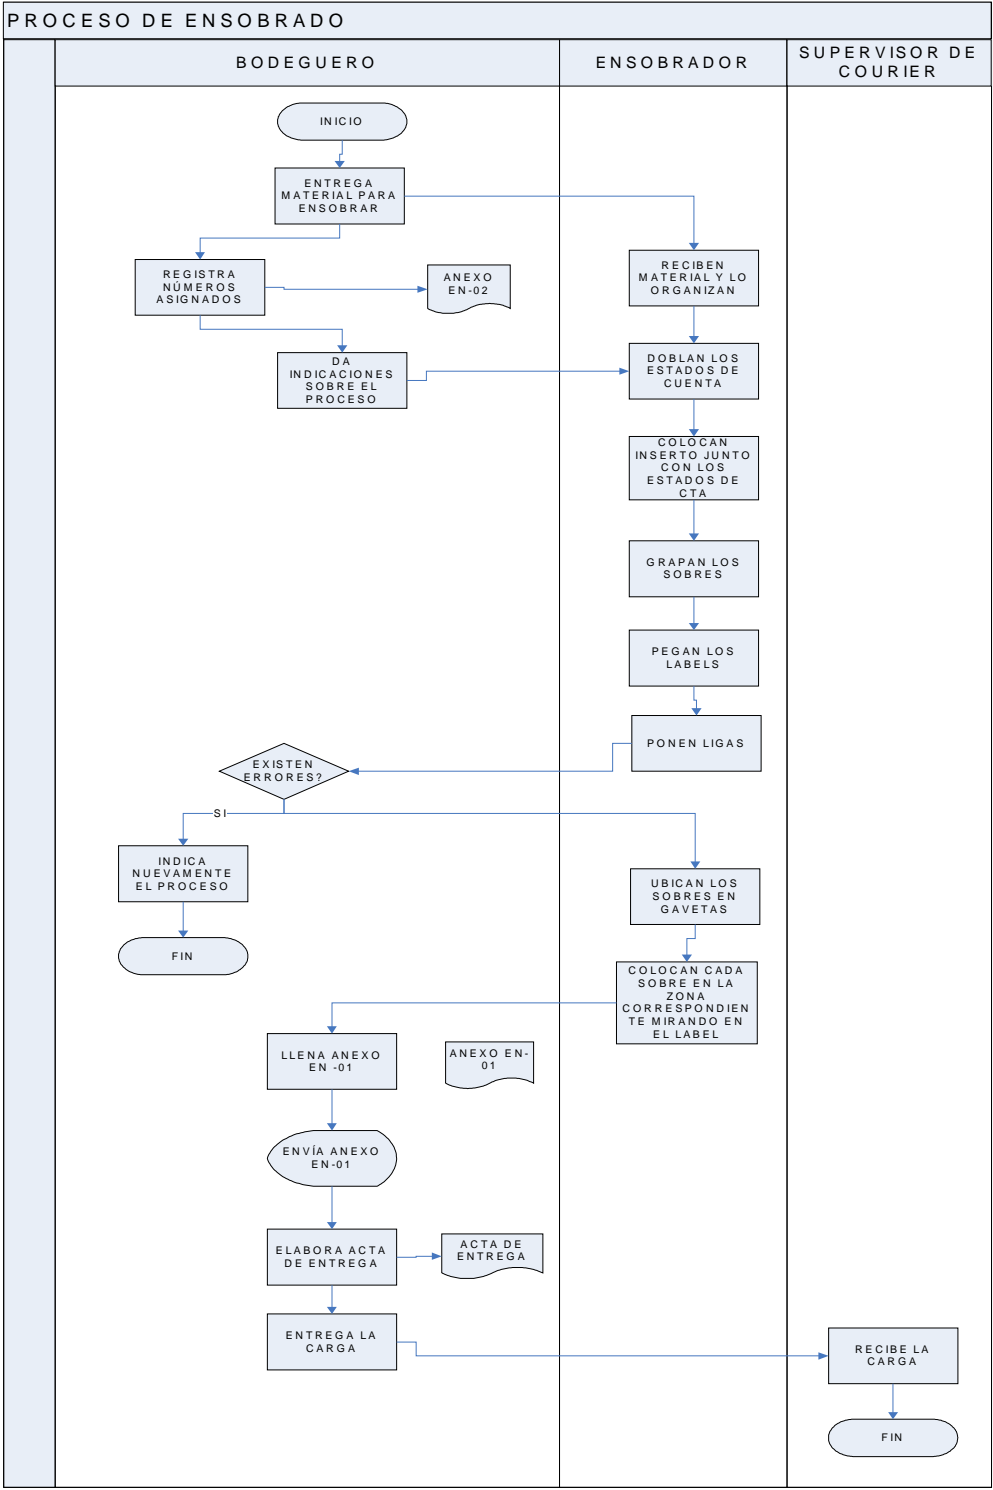 PROCESO DE ENSOBRADO
BODEGUERO
ENSOBRADOR
SUPERVISOR DE
COURIER
INICIO
ENTREGA
MATERIAL PARA
ENSOBRAR
REGISTRA
NÚMEROS
ASIGNADOS
ANEXO
EN-02
RECIBEN
MATERIAL Y LO
ORGANIZAN
DA
INDICACIONES
SOBRE EL
PROCESO
DOBLAN LOS
ESTADOS DE
CUENTA
COLOCAN
INSERTO JUNTO
CON LOS
ESTADOS DE
CTA
GRAPAN LOS
SOBRES
PEGAN LOS
LABELS
PONEN LIGAS
EXISTEN
ERRORES?
SI
INDICA
NUEVAMENTE
EL PROCESO
UBICAN LOS
SOBRES EN
GAVETAS
FIN
COLOCAN CADA
SOBRE EN LA
ZONA
CORRESPONDIEN
TE MIRANDO EN
EL LABEL
LLENA ANEXO
EN -01
ANEXO EN-
01
ENVÍA ANEXO
EN-01
ELABORA ACTA
DE ENTREGA
ACTA DE
ENTREGA
ENTREGA LA
CARGA
RECIBE LA
CARGA
FIN